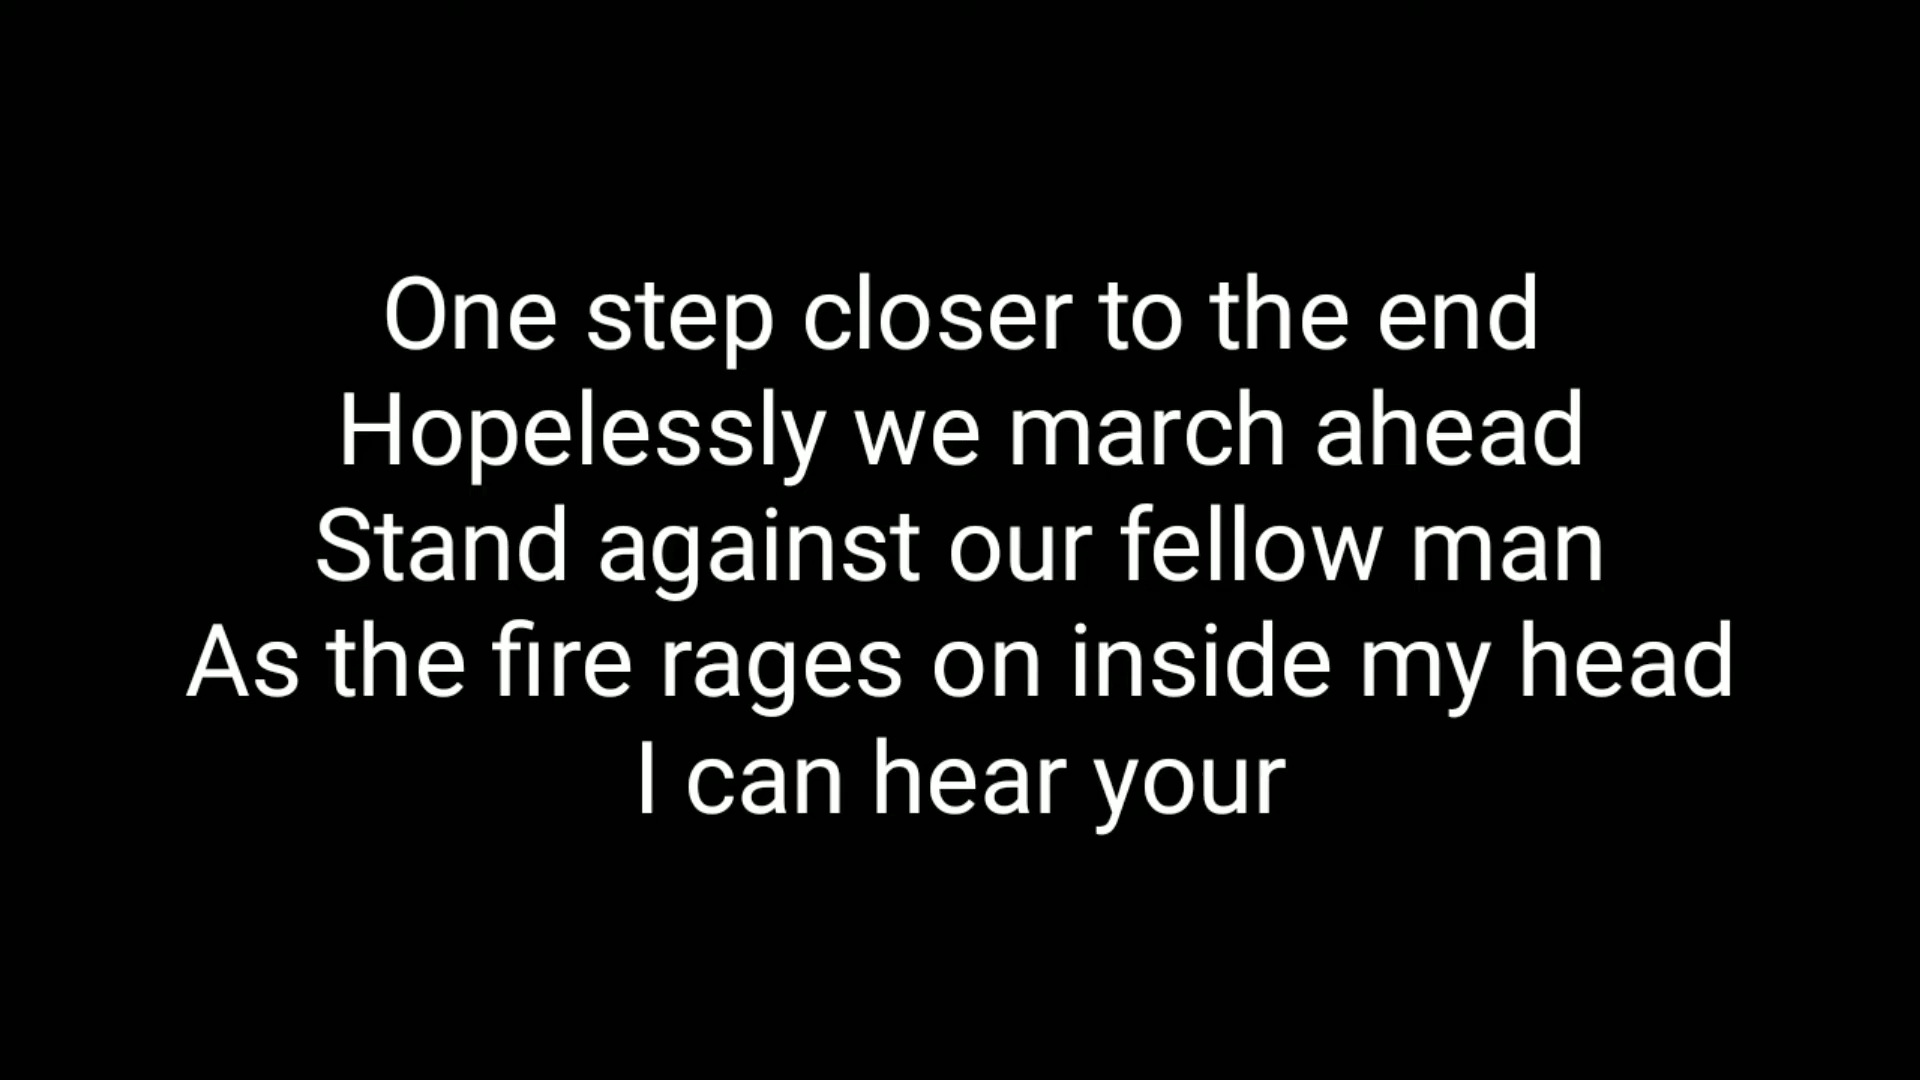 One step closer to the end
Hopelessly we march ahead
Stand against our fellow man
As the fire rages on inside my head
I can hear your